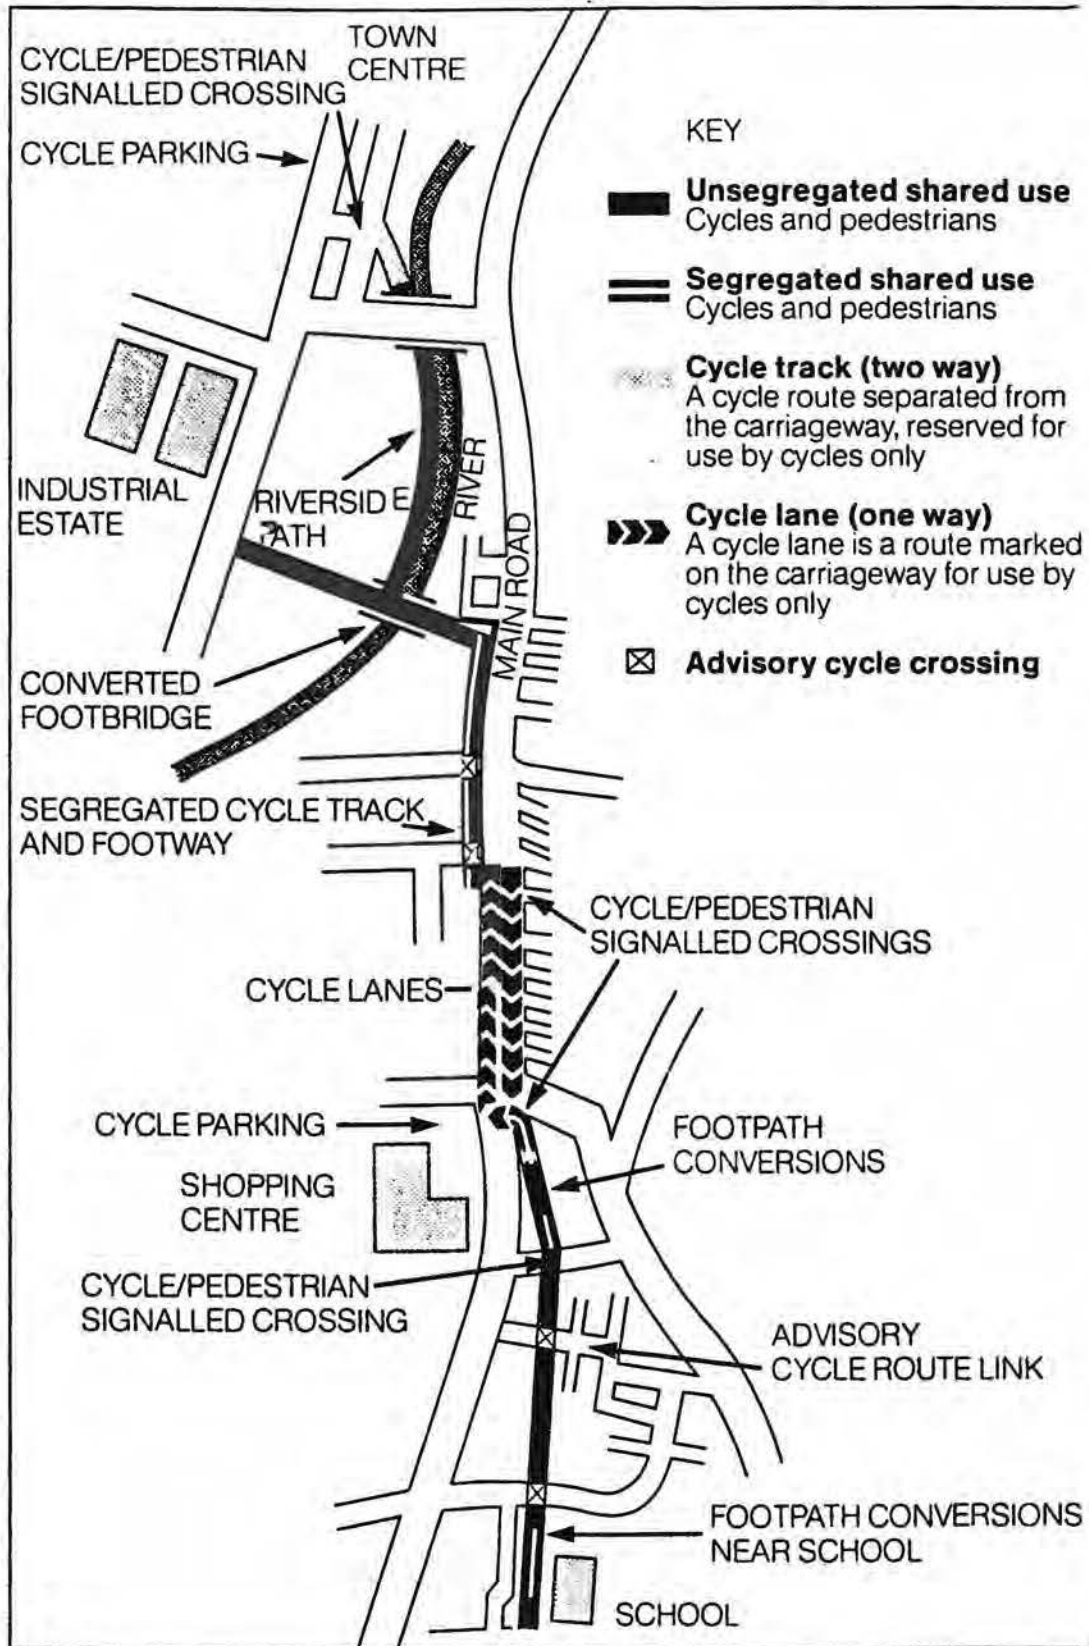 CYCLE/PEDESTRIAN
SIGNALLED CROSSING
TOWN
CENTRE
CYCLE PARKING
KEY
Unsegregated shared use
Cycles and pedestrians
Segregated shared use
Cycles and pedestrians
Cycle track (two way)
A cycle route separated from
the carriageway, reserved for
use by cycles only
Cycle lane (one way)
A cycle lane is a route marked
on the carriageway for use by
cycles only
Advisory cycle crossing
INDUSTRIAL
ESTATE
RIVERSIDE
PATH
RIVER
MAIN ROAD
CONVERTED
FOOTBRIDGE
SEGREGATED CYCLE TRACK
AND FOOTWAY
CYCLE/PEDESTRIAN
SIGNALLED CROSSINGS
CYCLE LANES
CYCLE PARKING
FOOTPATH
CONVERSIONS
SHOPPING
CENTRE
CYCLE/PEDESTRIAN
SIGNALLED CROSSING
ADVISORY
CYCLE ROUTE LINK
FOOTPATH CONVERSIONS
NEAR SCHOOL
SCHOOL